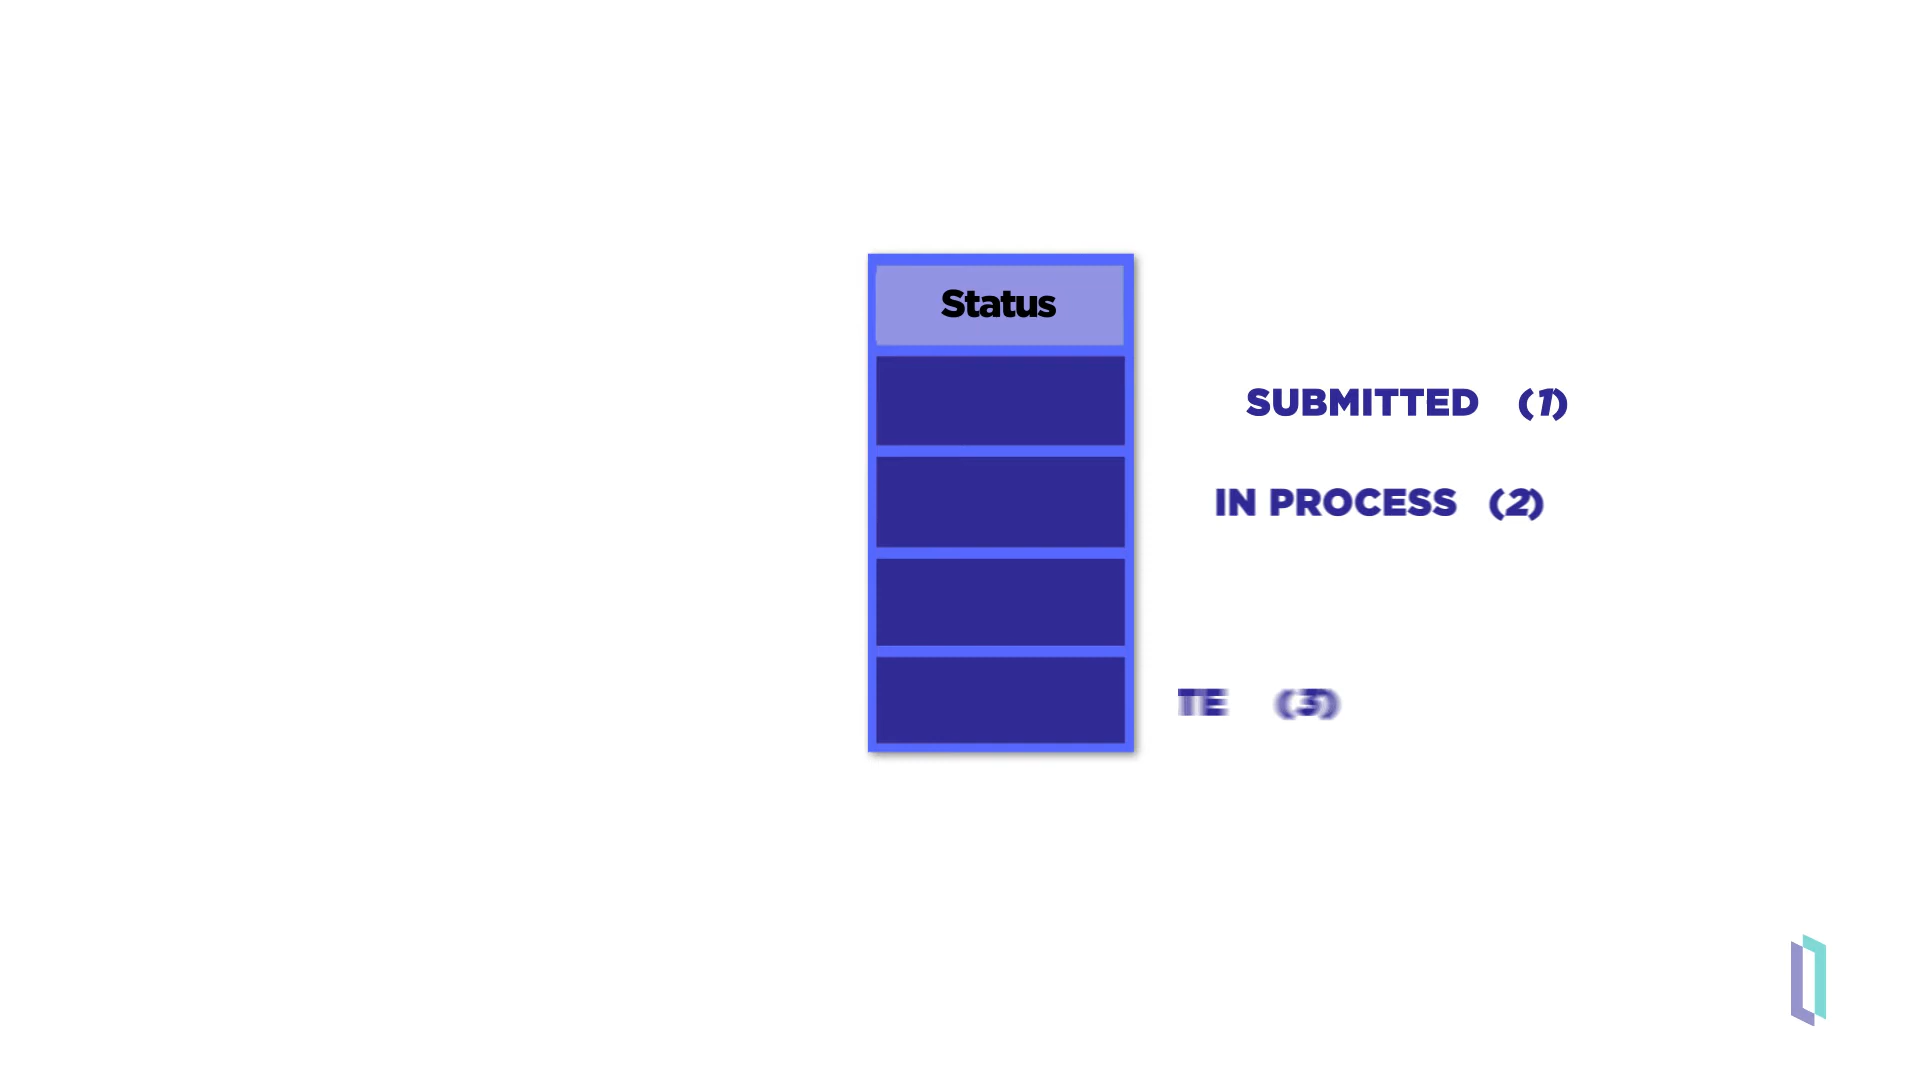 Status
SUBMITTED (1)
IN PROCESS (2)
TE (3)